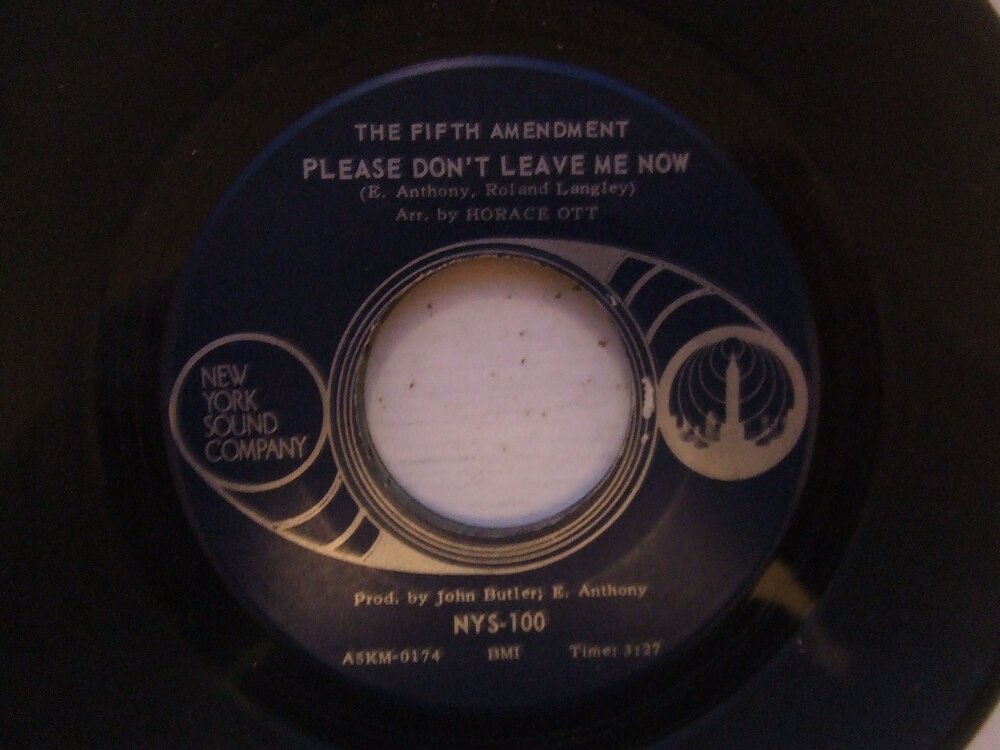 THE FIFTH AMENDMENT
PLEASE DON'T LEAVE ME NOW
(E. Anthony, Roland Langley)
Arr. by HORACE OTT
NEW
YORK
SOUND
COMPANY
Prod. by John Butler; E. Anthony
NYS-100
ASKM-0174 BMI Time: 3:27